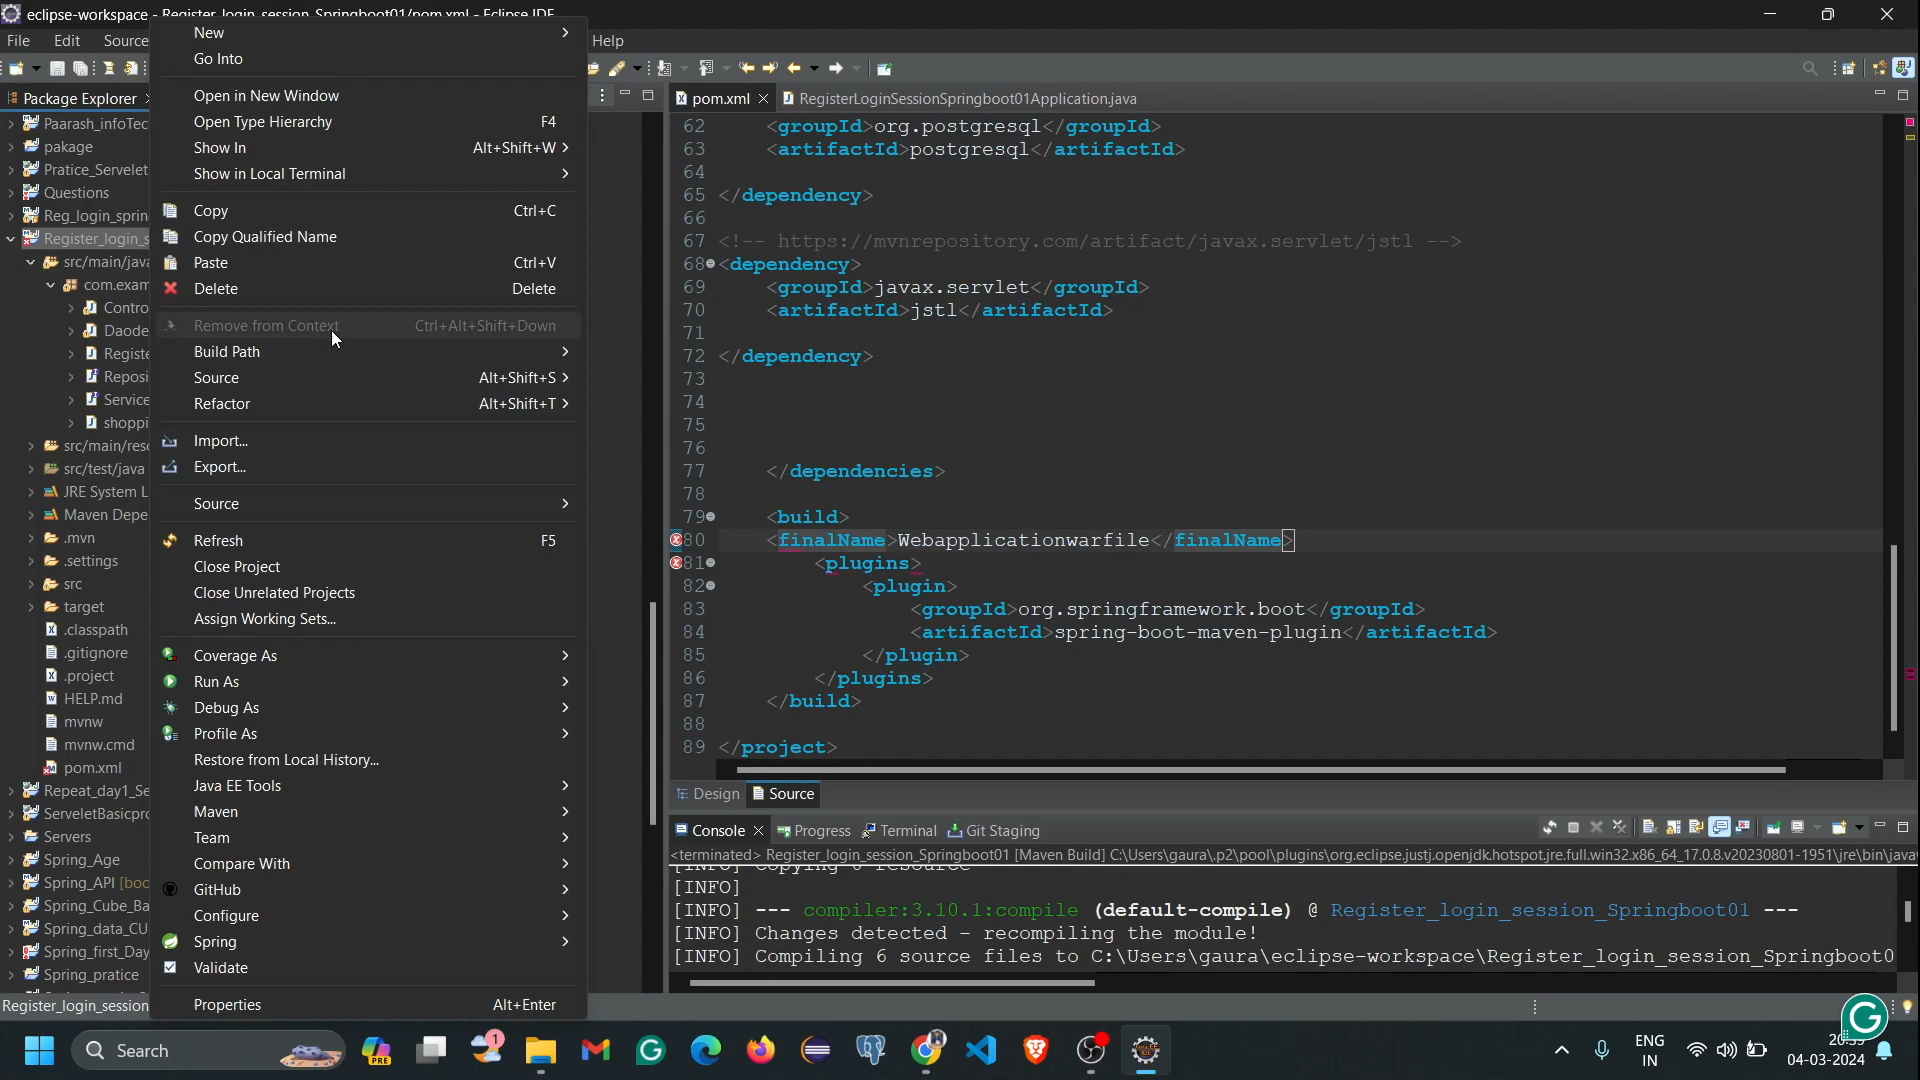 eclipse-workspace - Register_login_session_Springboot01/pom.xml - Eclipse IDE
File Edit Source Help
Package Explorer
Paarash_infoTec
pakage
Pratice_Servelet
Questions
Reg_login_sprin
Register_login_s
src/main/java
com.exam
Contro
Daode
Registe
Reposi
Service
shoppi
src/main/reso
src/test/java
JRE System L
Maven Depe
.mvn
.settings
src
target
.classpath
.gitignore
.project
HELP.md
mvnw
mvnw.cmd
pom.xml
Repeat_day1_Se
ServeletBasicpro
Servers
Spring_Age
Spring_API [boo
Spring_Cube_Ba
Spring_data_CU
Spring_first_Day
Spring_pratice
Register_login_session
New
Go Into
Open in New Window
Open Type Hierarchy F4
Show In Alt+Shift+W
Show in Local Terminal
Copy Ctrl+C
Copy Qualified Name
Paste Ctrl+V
Delete Delete
Remove from Context Ctrl+Alt+Shift+Down
Build Path
Source Alt+Shift+S
Refactor Alt+Shift+T
Import...
Export...
Source
Refresh F5
Close Project
Close Unrelated Projects
Assign Working Sets...
Coverage As
Run As
Debug As
Profile As
Restore from Local History...
Java EE Tools
Maven
Team
Compare With
GitHub
Configure
Spring
Validate
Properties Alt+Enter
pom.xml RegisterLoginSessionSpringboot01Application.java
62 <groupId>org.postgresql</groupId>
63 <artifactId>postgresql</artifactId>
64
65 </dependency>
66
67 <!-- https://mvnrepository.com/artifact/javax.servlet/jstl -->
68 <dependency>
69 <groupId>javax.servlet</groupId>
70 <artifactId>jstl</artifactId>
71
72 </dependency>
73
74
75
76
77 </dependencies>
78
79 <build>
80 <finalName>Webapplicationwarfile</finalName>
81 <plugins>
82 <plugin>
83 <groupId>org.springframework.boot</groupId>
84 <artifactId>spring-boot-maven-plugin</artifactId>
85 </plugin>
86 </plugins>
87 </build>
88
89 </project>
Design Source
Console Progress Terminal Git Staging
<terminated> Register_login_session_Springboot01 [Maven Build] C:\Users\gaura\.p2\pool\plugins\org.eclipse.justj.openjdk.hotspot.jre.full.win32.x86_64_17.0.8.v20230801-1951\jre\bin\java
[INFO] Copying 0 resource
[INFO]
[INFO] --- compiler:3.10.1:compile (default-compile) @ Register_login_session_Springboot01 ---
[INFO] Changes detected - recompiling the module!
[INFO] Compiling 6 source files to C:\Users\gaura\eclipse-workspace\Register_login_session_Springboot0
Search
PRE
1
ENG
IN
04-03-2024